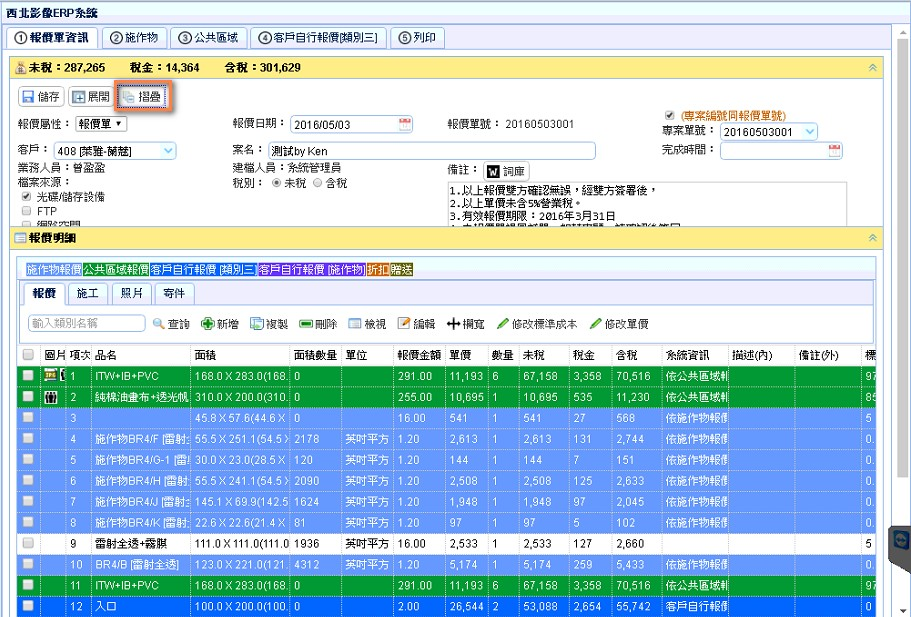 西北影像ERP系統
①報價單資訊 ②施作物 ③公共區域 ④客戶自行報價[類別三] ⑤列印
未稅：287,265 稅金：14,364 含稅：301,629
儲存 展開 摺疊
報價屬性： 報價單 報價日期： 2016/05/03 報價單號： 20160503001 (專案編號同報價單號)
專案單號： 20160503001
客戶： 408 [萊雅-蘭蔻] 案名： 測試by Ken 完成時間：
業務人員：曾盈盈 建檔人員：系統管理員 備註： W 詞庫
檔案來源： 稅別： 未稅 含稅
光碟/儲存設備
FTP
網路空間
1.以上報價雙方確認無誤，經雙方簽署後，
2.以上單價未含5%營業稅。
3.有效報價期限：2016年3月31日
報價明細
施作物報價 公共區域報價 客戶自行報價 [類別三] 客戶自行報價 [施作物] 折扣 贈送
報價 施工 照片 寄件
輸入類別名稱 查詢 新增 複製 刪除 檢視 編輯 欄寬 修改標準成本 修改單價
圖片 項次 品名 面積 面積數量 單位 報價金額 單價 數量 未稅 稅金 含稅 系統資訊 描述(內) 備註(外) 標
1 ITW+IB+PVC 168.0 X 283.0(168. 0 291.00 11,193 6 67,158 3,358 70,516 依公共區域報 97
2 純棉油畫布+透光帆 310.0 X 200.0(310. 0 255.00 10,695 1 10,695 535 11,230 依公共區域報 85
3 45.8 X 57.6(44.6 X 0 16.00 541 1 541 27 568 依施作物報價 5
4 施作物BR4/F [雷射: 55.5 X 251.1(54.5 X 2178 英吋平方 1.20 2,613 1 2,613 131 2,744 依施作物報價 0.
5 施作物BR4/G-1 [雷 30.0 X 23.0(28.5 X 120 英吋平方 1.20 144 1 144 7 151 依施作物報價 0.
6 施作物BR4/H [雷射 55.5 X 241.1(54.5 X 2090 英吋平方 1.20 2,508 1 2,508 125 2,633 依施作物報價 0.
7 施作物BR4/J [雷射: 145.1 X 69.9(142.5 1624 英吋平方 1.20 1,948 1 1,948 97 2,045 依施作物報價 0.
8 施作物BR4/K [雷射: 22.6 X 22.6(21.4 X 81 英吋平方 1.20 97 1 97 5 102 依施作物報價 0.
9 雷射全透+霧膜 111.0 X 111.0(111.0 1936 英吋平方 16.00 2,533 1 2,533 127 2,660 5
10 BR4/B [雷射全透] 123.0 X 221.0(121. 4312 英吋平方 1.20 5,174 1 5,174 259 5,433 依施作物報價 0.
11 ITW+IB+PVC 168.0 X 283.0(168. 0 291.00 11,193 6 67,158 3,358 70,516 依公共區域報 97
12 入口 100.0 X 200.0(100. 0 2.00 26,544 2 53,088 2,654 55,742 客戶自行報價 0